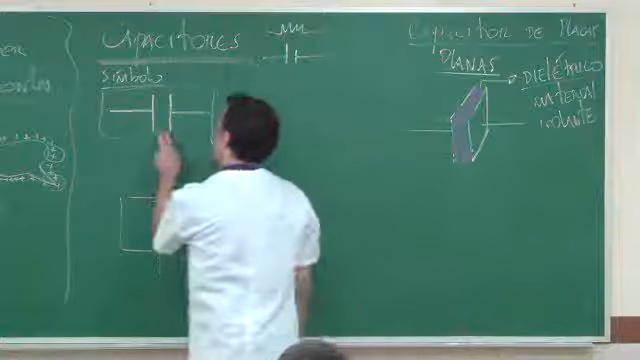 CAPACITORES
Símbolo
CAPACITOR DE PLACAS
PLANAS
DIELÉTRICO
MATERIAL
ISOLANTE